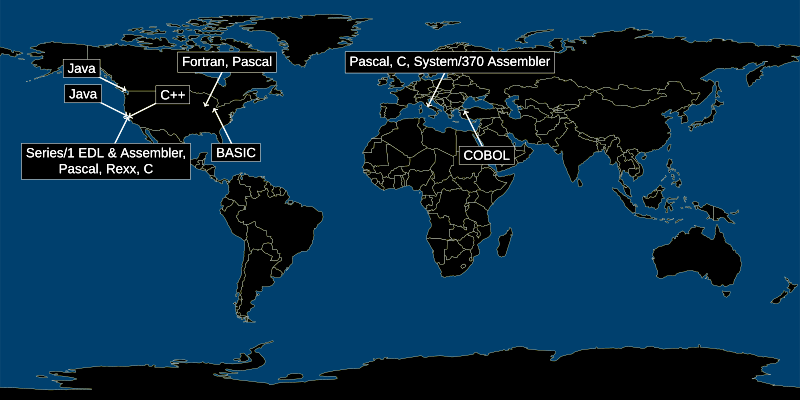 Fortran, Pascal
Pascal, C, System/370 Assembler
Java
Java
C++
Series/1 EDL & Assembler,
Pascal, Rexx, C
BASIC
COBOL